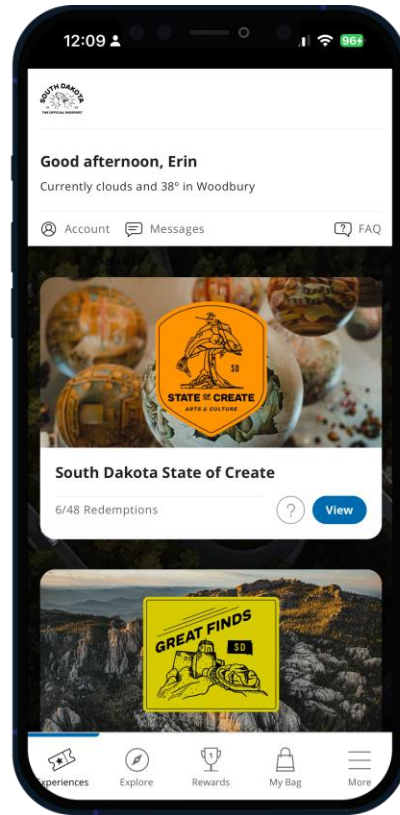 12:09
96+
SOUTH DAKOTA
THE OFFICIAL PASSPORT
Good afternoon, Erin
Currently clouds and 38° in Woodbury
Account Messages FAQ
SD
STATE OF CREATE
ARTS & CULTURE
South Dakota State of Create
6/48 Redemptions ? View
GREAT FINDS
SD
Experiences Explore Rewards My Bag More